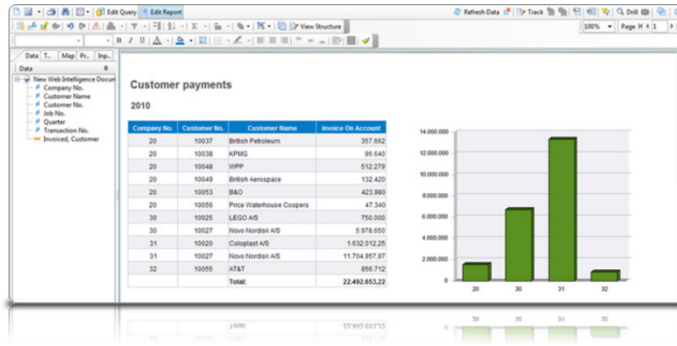 Edit Query Edit Report Refresh Data Track Drill
View Structure 100% Page 1
Data T.. Map Pr.. Inp..
Data
New Web Intelligence Docum
Company No.
Customer Name
Customer No.
Job No.
Quarter
Transaction No.
Invoiced, Customer
Customer payments
2010
Company No. Customer No. Customer Name Invoice On Account
20 10037 British Petroleum 357.662
20 10038 KPMG 96.640
20 10048 WPP 512.279
20 10049 British Aerospace 132.420
20 10053 B&O 423.980
20 10056 Price Waterhouse Coopers 47.340
30 10025 LEGO A/S 750.000
30 10027 Novo Nordisk A/S 5.978.650
31 10020 Coloplast A/S 1.632.012,25
31 10027 Novo Nordisk A/S 11.704.957,97
32 10055 AT&T 856.712
Total: 22.492.653,22
14.000.000
12.000.000
10.000.000
8.000.000
6.000.000
4.000.000
2.000.000
0
20 30 31 32